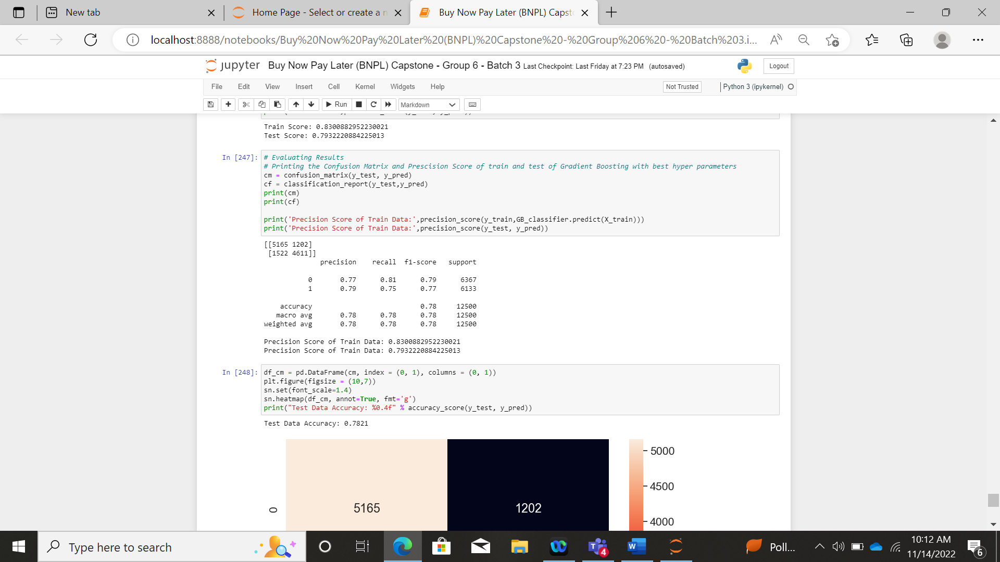 New tab
Home Page - Select or create a n
Buy Now Pay Later (BNPL) Capst
localhost:8888/notebooks/Buy%20Now%20Pay%20Later%20(BNPL)%20Capstone%20-%20Group%206%20-%20Batch%203.i...
jupyter Buy Now Pay Later (BNPL) Capstone - Group 6 - Batch 3 Last Checkpoint: Last Friday at 7:23 PM (autosaved)
Logout
File Edit View Insert Cell Kernel Widgets Help
Not Trusted
Python 3 (ipykernel)
Run
Markdown
Train Score: 0.8300882952230021
Test Score: 0.7932220884225013
In [247]:
# Evaluating Results
# Printing the Confusion Matrix and Prescision Score of train and test of Gradient Boosting with best hyper parameters
cm = confusion_matrix(y_test, y_pred)
cf = classification_report(y_test,y_pred)
print(cm)
print(cf)
print('Precision Score of Train Data:',precision_score(y_train,GB_classifier.predict(X_train)))
print('Precision Score of Train Data:',precision_score(y_test, y_pred))
[[5165 1202]
[1522 4611]]
precision recall f1-score support
0 0.77 0.81 0.79 6367
1 0.79 0.75 0.77 6133
accuracy 0.78 12500
macro avg 0.78 0.78 0.78 12500
weighted avg 0.78 0.78 0.78 12500
Precision Score of Train Data: 0.8300882952230021
Precision Score of Train Data: 0.7932220884225013
In [248]:
df_cm = pd.DataFrame(cm, index = (0, 1), columns = (0, 1))
plt.figure(figsize = (10,7))
sn.set(font_scale=1.4)
sn.heatmap(df_cm, annot=True, fmt='g')
print("Test Data Accuracy: %0.4f" % accuracy_score(y_test, y_pred))
Test Data Accuracy: 0.7821
5000
4500
0 5165 1202
4000
Type here to search
4
Poll...
10:12 AM
11/14/2022
6